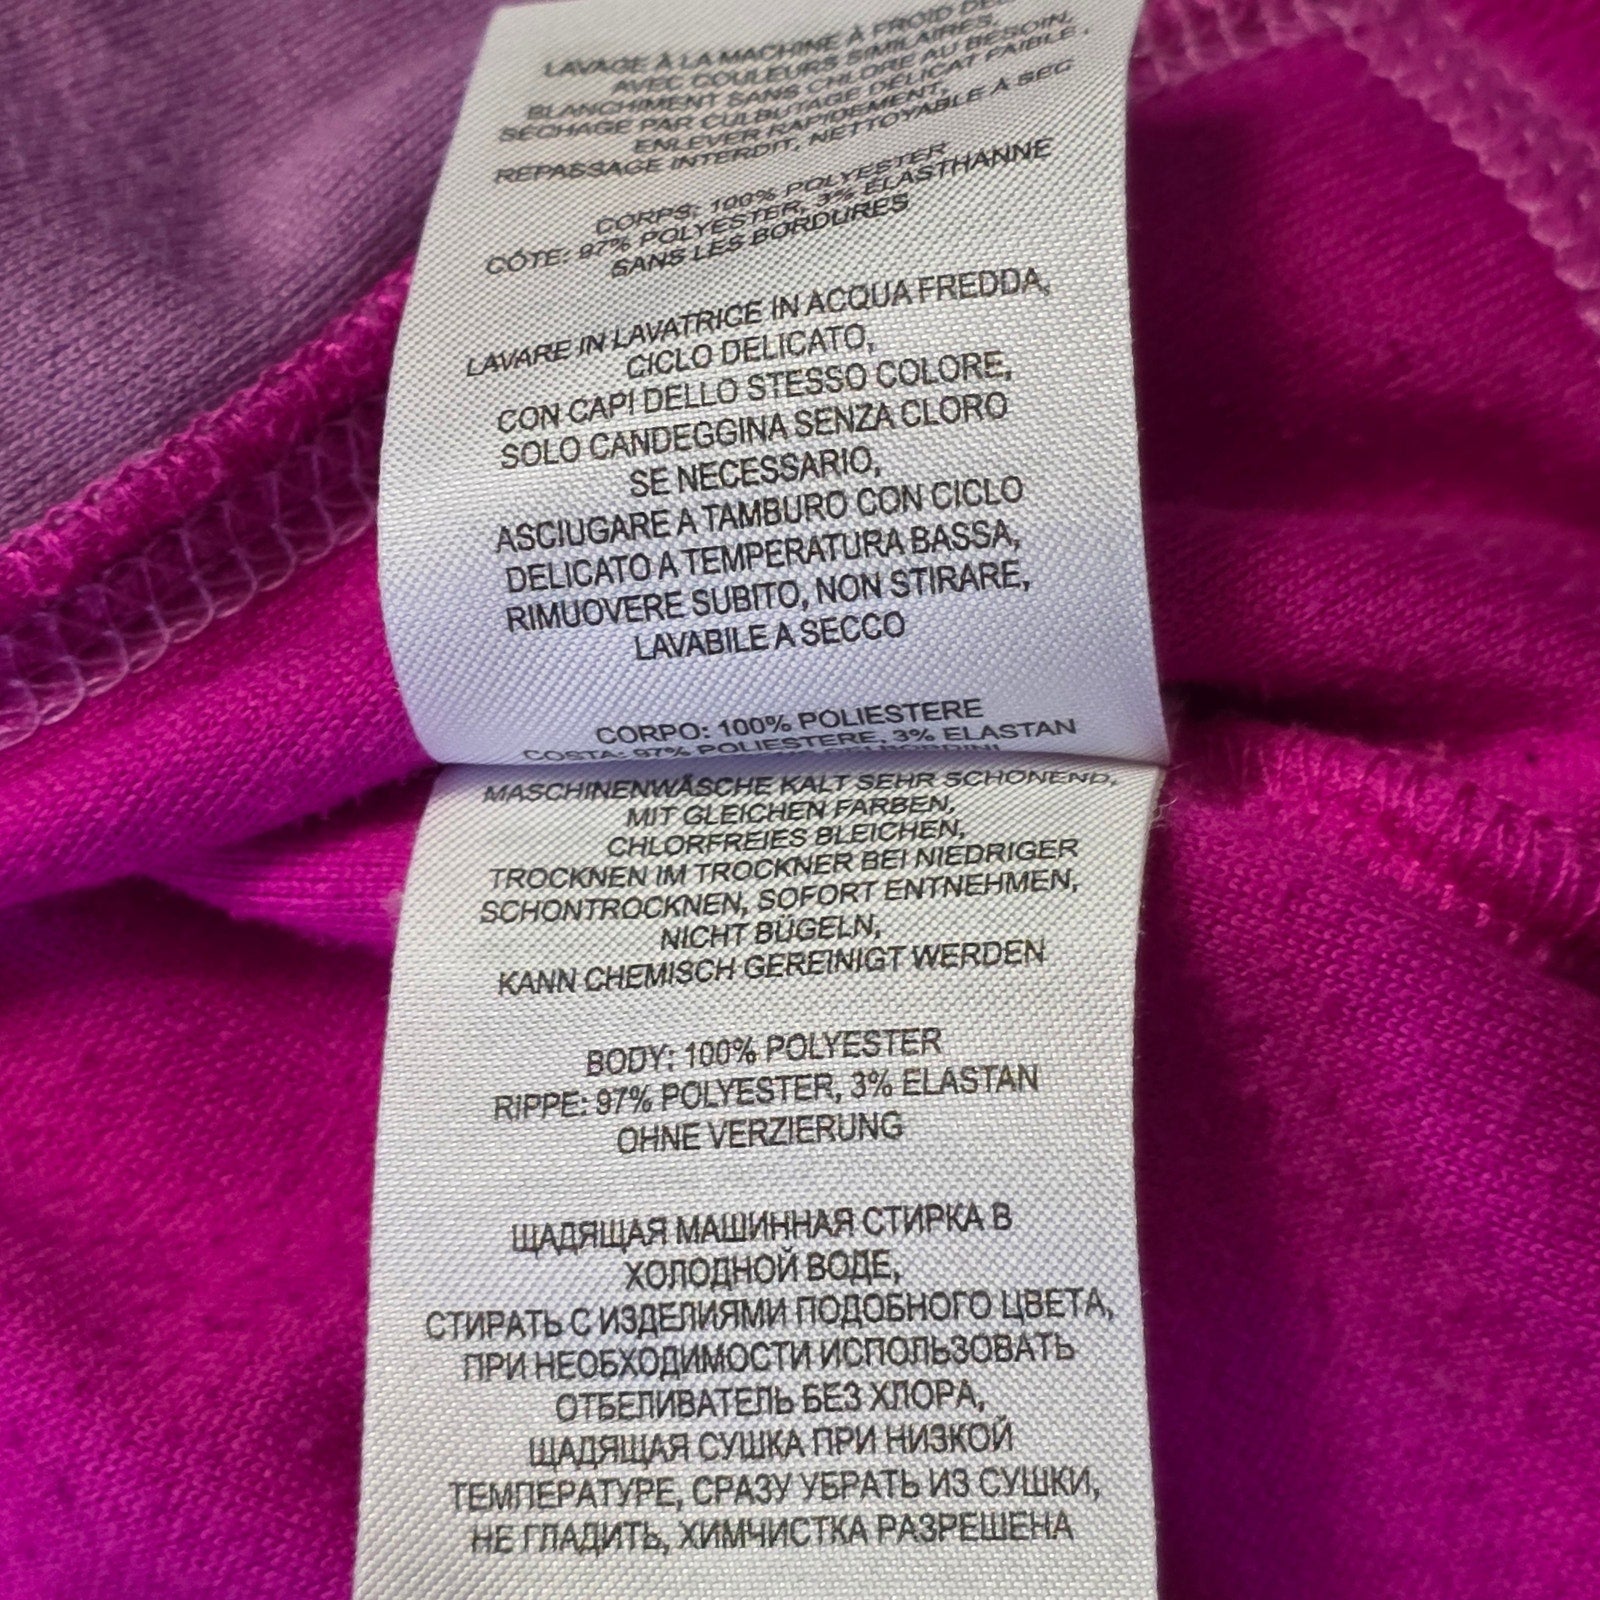 LAVAGE À LA MACHINE À FROID
AVEC COULEURS SIMILAIRES,
BLANCHIMENT SANS CHLORE AU BESOIN,
SÉCHAGE PAR CULBUTAGE DÉLICAT FAIBLE,
ENLEVER RAPIDEMENT,
REPASSAGE INTERDIT, NETTOYABLE À SEC
CORPS: 100% POLYESTER
CÔTE: 97% POLYESTER, 3% ELASTHANNE
SANS LES BORDURES
LAVARE IN LAVATRICE IN ACQUA FREDDA,
CICLO DELICATO,
CON CAPI DELLO STESSO COLORE,
SOLO CANDEGGINA SENZA CLORO
SE NECESSARIO,
ASCIUGARE A TAMBURO CON CICLO
DELICATO A TEMPERATURA BASSA,
RIMUOVERE SUBITO, NON STIRARE,
LAVABILE A SECCO
CORPO: 100% POLIESTERE
COSTA: 97% POLIESTERE, 3% ELASTAN
MASCHINENWÄSCHE KALT SEHR SCHONEND,
MIT GLEICHEN FARBEN,
CHLORFREIES BLEICHEN,
TROCKNEN IM TROCKNER BEI NIEDRIGER
SCHONTROCKNEN, SOFORT ENTNEHMEN,
NICHT BÜGELN,
KANN CHEMISCH GEREINIGT WERDEN
BODY: 100% POLYESTER
RIPPE: 97% POLYESTER, 3% ELASTAN
OHNE VERZIERUNG
ЩАДЯЩАЯ МАШИННАЯ СТИРКА В
ХОЛОДНОЙ ВОДЕ,
СТИРАТЬ С ИЗДЕЛИЯМИ ПОДОБНОГО ЦВЕТА,
ПРИ НЕОБХОДИМОСТИ ИСПОЛЬЗОВАТЬ
ОТБЕЛИВАТЕЛЬ БЕЗ ХЛОРА,
ЩАДЯЩАЯ СУШКА ПРИ НИЗКОЙ
ТЕМПЕРАТУРЕ, СРАЗУ УБРАТЬ ИЗ СУШКИ,
НЕ ГЛАДИТЬ, ХИМЧИСТКА РАЗРЕШЕНА